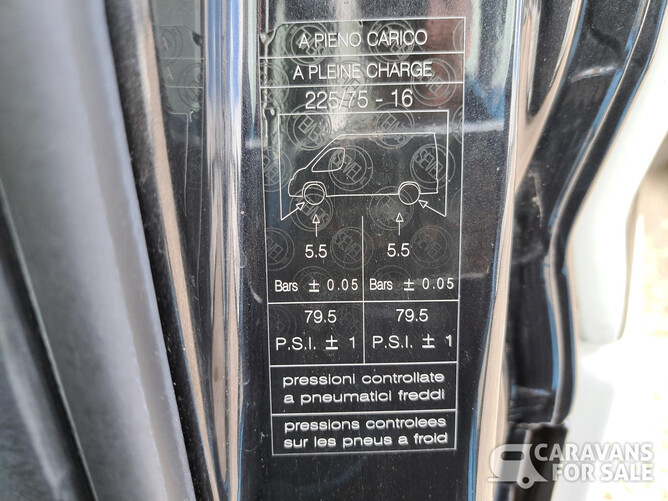 A PIENO CARICO
A PLEINE CHARGE
225/75 - 16
5.5 5.5
Bars ± 0.05 Bars ± 0.05
79.5 79.5
P.S.I. ± 1 P.S.I. ± 1
pressioni controllate
a pneumatici freddi
pressions controlees
sur les pneus a froid
CARAVANS
FOR SALE